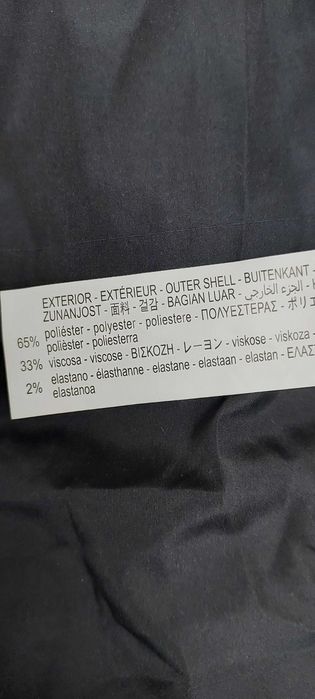 EXTERIOR - EXTÉRIEUR - OUTER SHELL - BUITENKANT -
ZUNANJOST - 面料 - 겉감 - BAGIAN LUAR - الجزء الخارجي -
65% poliéster - polyester - poliestere - ΠΟΛΥΕΣΤΕΡΑΣ - ポリエ
polièster - poliesterra
33% viscosa - viscose - ΒΙΣΚΟΖΗ - レーヨン - viskose - viskoza -
2% elastano - élasthanne - elastane - elastaan - elastan - ΕΛΑΣ
elastanoa